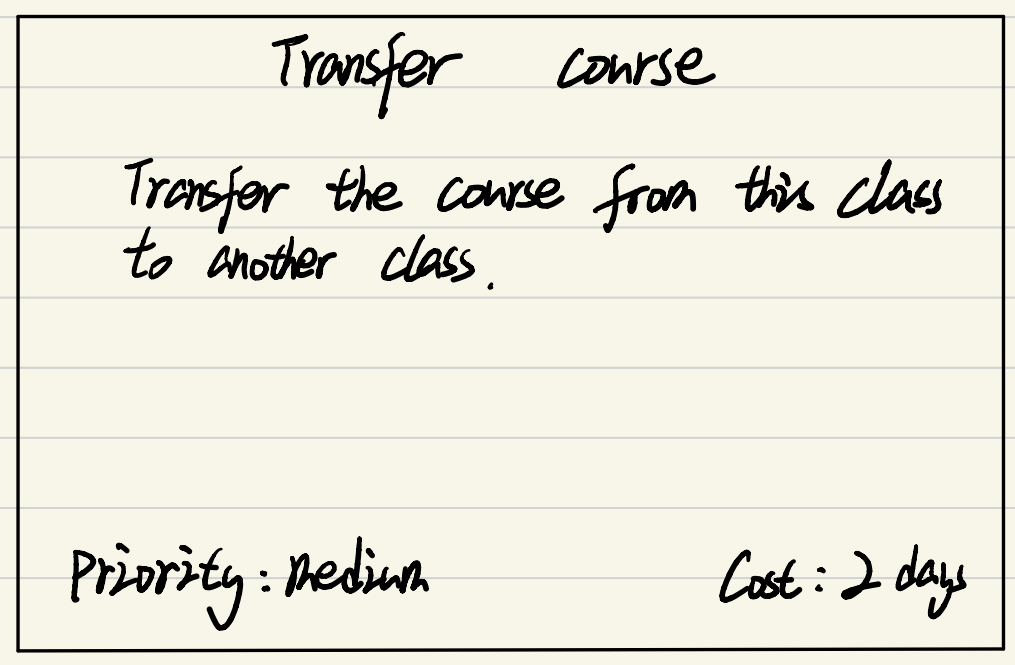 Transfer course
Transfer the course from this class
to another class.
Priority: medium
Cost: 2 days